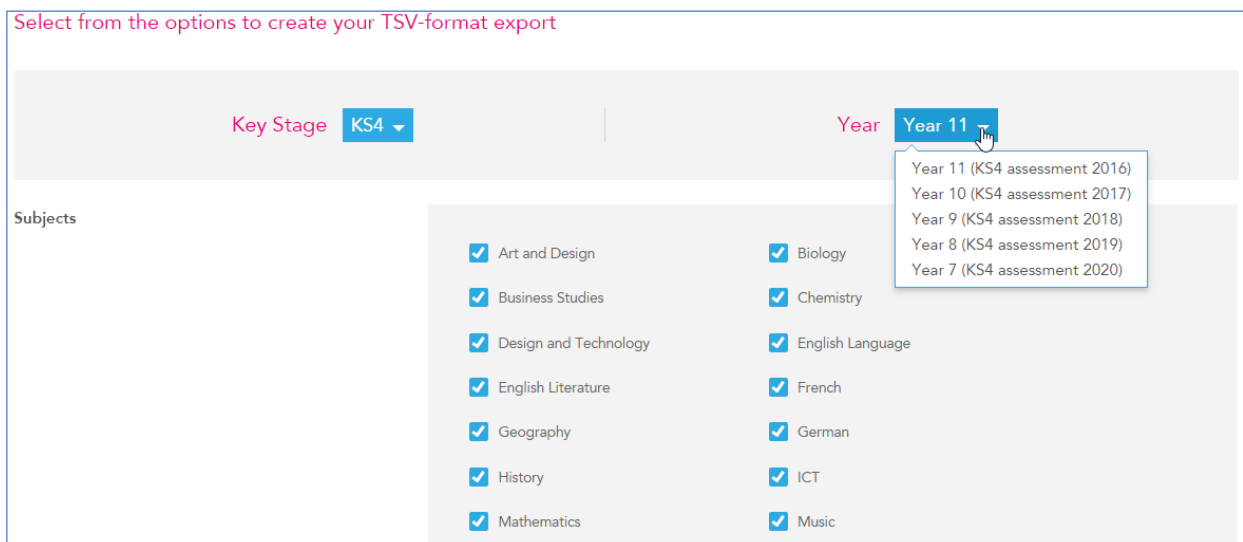 Select from the options to create your TSV-format export
Key Stage KS4 Year Year 11
Year 11 (KS4 assessment 2016)
Year 10 (KS4 assessment 2017)
Year 9 (KS4 assessment 2018)
Year 8 (KS4 assessment 2019)
Year 7 (KS4 assessment 2020)
Subjects
Art and Design Biology
Business Studies Chemistry
Design and Technology English Language
English Literature French
Geography German
History ICT
Mathematics Music